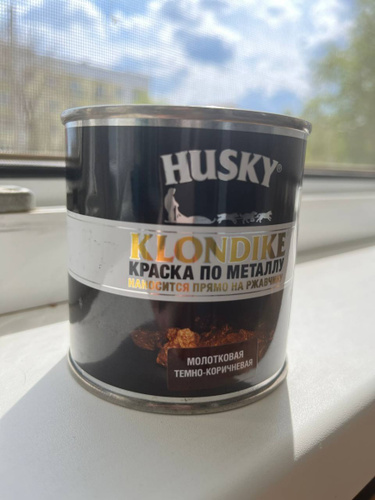 HUSKY®
KLONDIKE
КРАСКА ПО МЕТАЛЛУ
НАНОСИТСЯ ПРЯМО НА РЖАВЧИНУ
МОЛОТКОВАЯ
ТЕМНО-КОРИЧНЕВАЯ